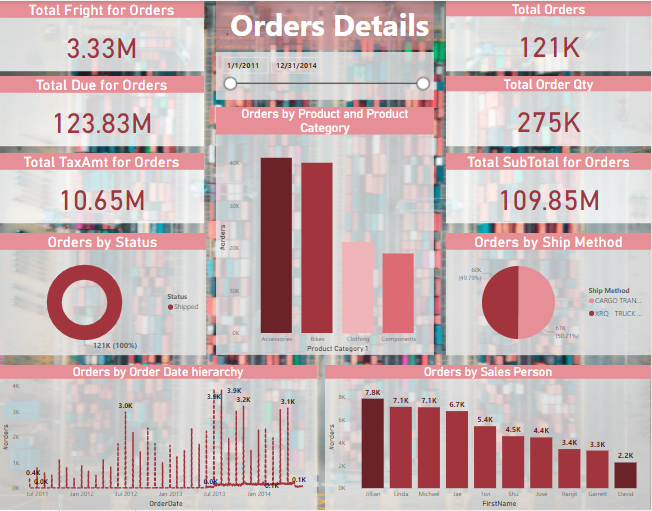 Total Fright for Orders
3.33M
Total Due for Orders
123.83M
Total TaxAmt for Orders
10.65M
Orders Details
1/1/2011 12/31/2014
Total Orders
121K
Total Order Qty
275K
Total SubTotal for Orders
109.85M
Orders by Product and Product
Category
#orders
40K
30K
20K
10K
0K
Accessories Bikes Clothing Components
Product Category.1
Orders by Status
Status
Shipped
121K (100%)
Orders by Ship Method
60K
(49.79%)
61K
(50.21%)
Ship Method
CARGO TRAN...
XRQ - TRUCK ...
Orders by Order Date hierarchy
#orders
4K
3K
2K
1K
0K
0.4K
0.0K
3.0K
0.0K
3.9K
3.9K
3.2K
3.1K
0.1K
0.1K
Jul 2011 Jan 2012 Jul 2012 Jan 2013 Jul 2013 Jan 2014
OrderDate
Orders by Sales Person
#orders
8K
6K
4K
2K
0K
7.8K
7.1K
7.1K
6.7K
5.4K
4.5K
4.4K
3.4K
3.3K
2.2K
Jillian Linda Michael Jae Tsvi Shu José Ranjit Garrett David
FirstName